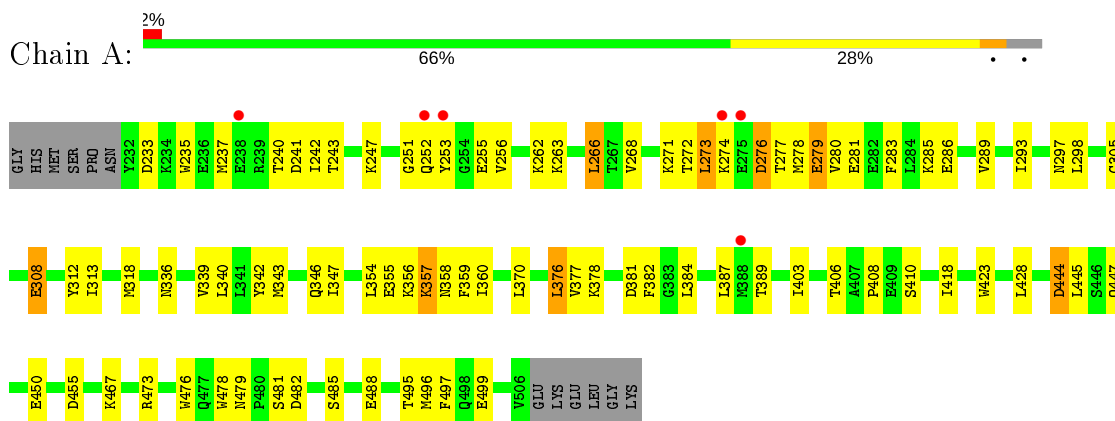 2%
Chain A:
66% 28% • •
GLY HIS MET SER PRO ASN Y232 D233 K234 W235 E236 M237 E238 R239 T240 D241 I242 T243 K247 G251 Q252 Y253 G254 E255 V256 K262 K263 L266 T267 V268 K271 T272 L273 K274 E275 D276 T277 M278 E279 V280 E281 E282 F283 L284 K285 E286 V289 I293 N297 L298
E308 Y312 I313 M318 N336 V339 L340 L341 Y342 M343 Q346 I347 L354 E355 K356 K357 N358 F359 I360 L370 L376 V377 K378 D381 F382 G383 L384 L387 M388 T389 I403 T406 A407 P408 E409 S410 I418 W423 L428 D444 L445 S446
E450 D455 K467 R473 W476 Q477 W478 N479 P480 S481 D482 S485 E488 T495 M496 F497 Q498 E499 V506 GLU LYS GLU LEU GLY LYS